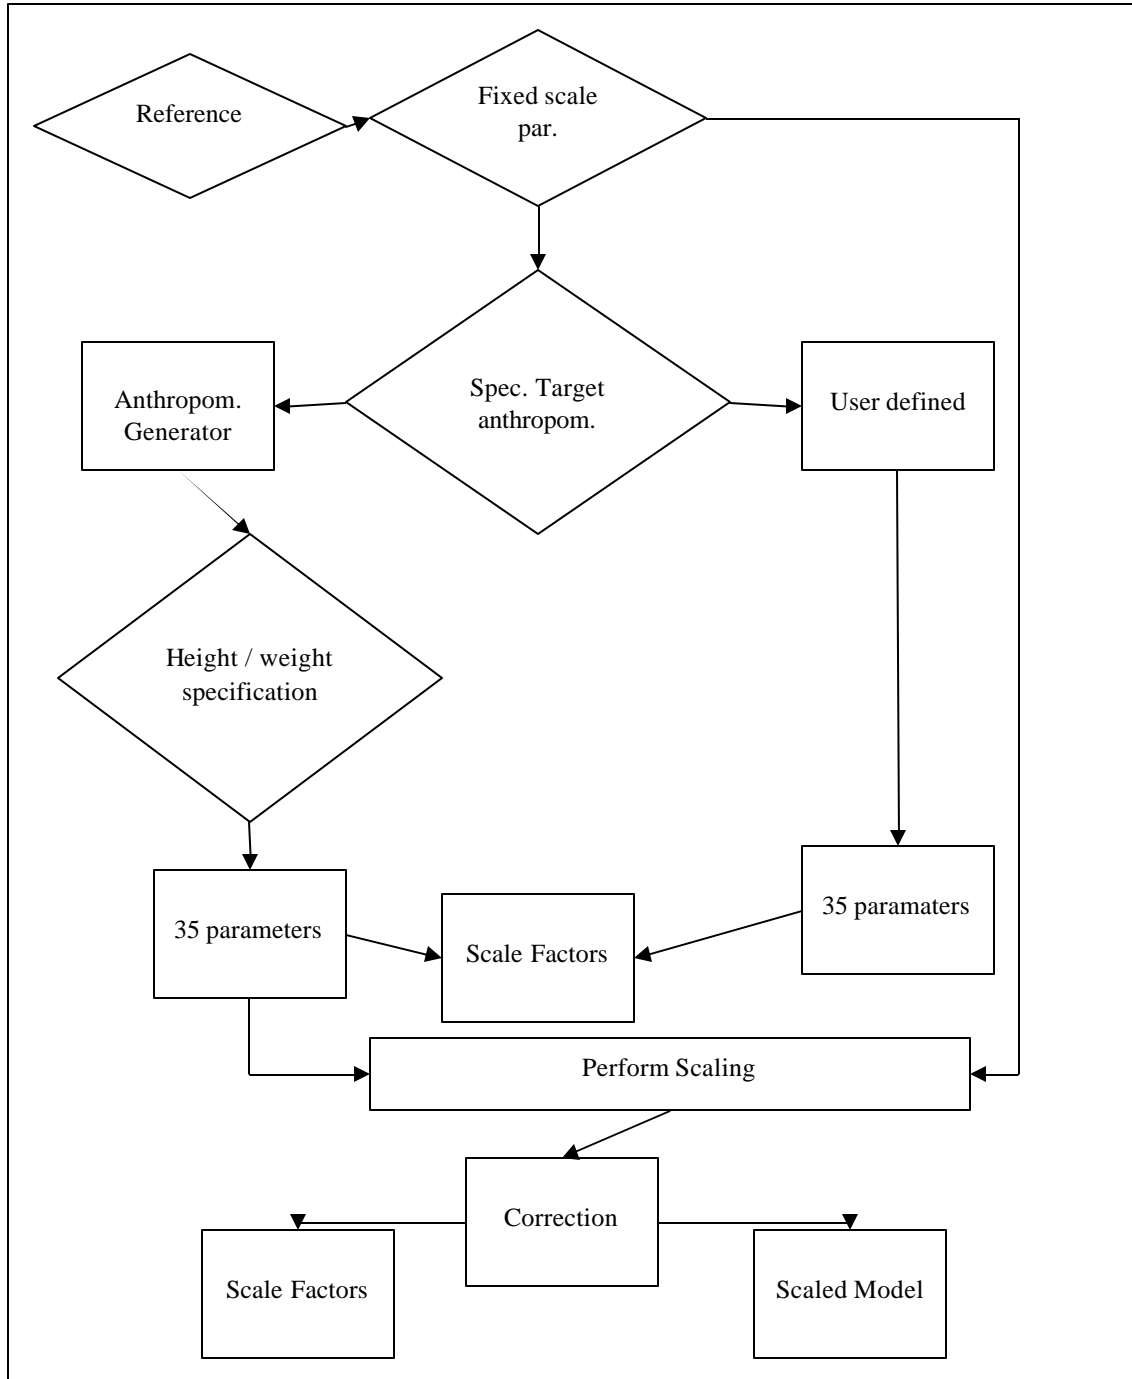 Reference
Fixed scale
par.
Anthropom.
Generator
Spec. Target
anthropom.
User defined
Height / weight
specification
35 parameters
Scale Factors
35 paramaters
Perform Scaling
Correction
Scale Factors
Scaled Model